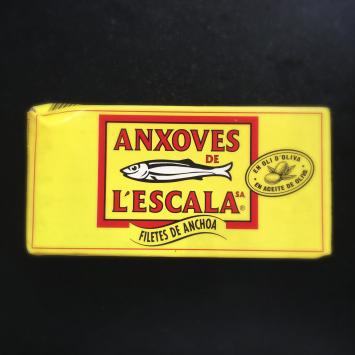 ANXOVES
DE
L'ESCALA SA ®
FILETES DE ANCHOA
EN OLI D'OLIVA
EN ACEITE DE OLIVA